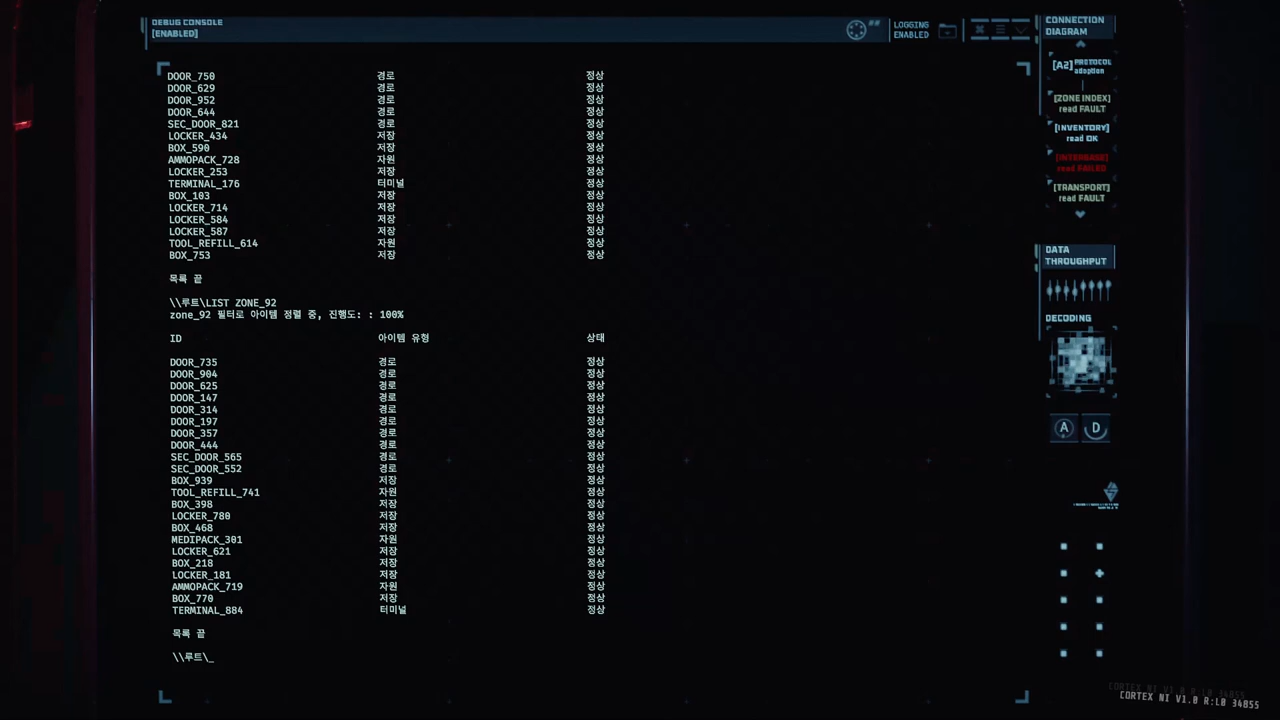 DEBUG CONSOLE
[ENABLED]
LOGGING
ENABLED
DOOR_750 경로 정상
DOOR_629 경로 정상
DOOR_952 경로 정상
DOOR_644 경로 정상
SEC_DOOR_821 경로 정상
LOCKER_434 저장 정상
BOX_590 저장 정상
AMMOPACK_728 자원 정상
LOCKER_253 저장 정상
TERMINAL_176 터미널 정상
BOX_103 저장 정상
LOCKER_714 저장 정상
LOCKER_584 저장 정상
LOCKER_587 저장 정상
TOOL_REFILL_614 자원 정상
BOX_753 저장 정상
목록 끝
\\루트\LIST ZONE_92
zone_92 필터로 아이템 정렬 중, 진행도: : 100%
ID 아이템 유형 상태
DOOR_735 경로 정상
DOOR_904 경로 정상
DOOR_625 경로 정상
DOOR_147 경로 정상
DOOR_314 경로 정상
DOOR_197 경로 정상
DOOR_357 경로 정상
DOOR_444 경로 정상
SEC_DOOR_565 경로 정상
SEC_DOOR_552 경로 정상
BOX_939 저장 정상
TOOL_REFILL_741 자원 정상
BOX_398 저장 정상
LOCKER_780 저장 정상
BOX_468 저장 정상
MEDIPACK_301 자원 정상
LOCKER_621 저장 정상
BOX_218 저장 정상
LOCKER_181 저장 정상
AMMOPACK_719 자원 정상
BOX_770 저장 정상
TERMINAL_884 터미널 정상
목록 끝
\\루트\_
CONNECTION
DIAGRAM
[A2] PROTOCOL
adoption
[ZONE INDEX]
read FAULT
[INVENTORY]
read OK
read FAILED
[TRANSPORT]
read FAULT
DATA
THROUGHPUT
DECODING
A D
CORTEX NI V1.0 R:L0 34855